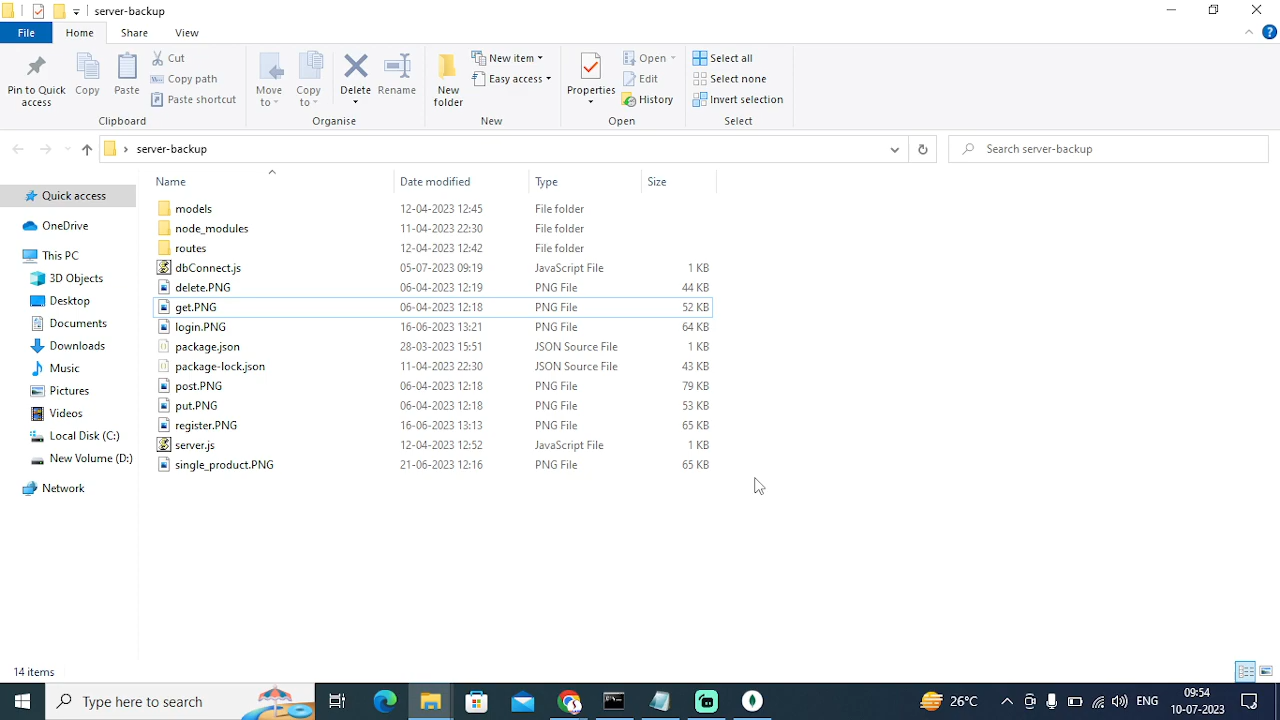 server-backup
File
Home
Share
View
Pin to Quick access
Copy
Paste
Cut
Copy path
Paste shortcut
Clipboard
Move to
Copy to
Delete
Rename
Organise
New folder
New item
Easy access
New
Properties
Open
Edit
History
Open
Select all
Select none
Invert selection
Select
server-backup
Search server-backup
Name
Date modified
Type
Size
Quick access
OneDrive
This PC
3D Objects
Desktop
Documents
Downloads
Music
Pictures
Videos
Local Disk (C:)
New Volume (D:)
Network
models 12-04-2023 12:45 File folder
node_modules 11-04-2023 22:30 File folder
routes 12-04-2023 12:42 File folder
dbConnect.js 05-07-2023 09:19 JavaScript File 1 KB
delete.PNG 06-04-2023 12:19 PNG File 44 KB
get.PNG 06-04-2023 12:18 PNG File 52 KB
login.PNG 16-06-2023 13:21 PNG File 64 KB
package.json 28-03-2023 15:51 JSON Source File 1 KB
package-lock.json 11-04-2023 22:30 JSON Source File 43 KB
post.PNG 06-04-2023 12:18 PNG File 79 KB
put.PNG 06-04-2023 12:18 PNG File 53 KB
register.PNG 16-06-2023 13:13 PNG File 65 KB
server.js 12-04-2023 12:52 JavaScript File 1 KB
single_product.PNG 21-06-2023 12:16 PNG File 65 KB
14 items
Type here to search
26°C
ENG
09:54
10-07-2023